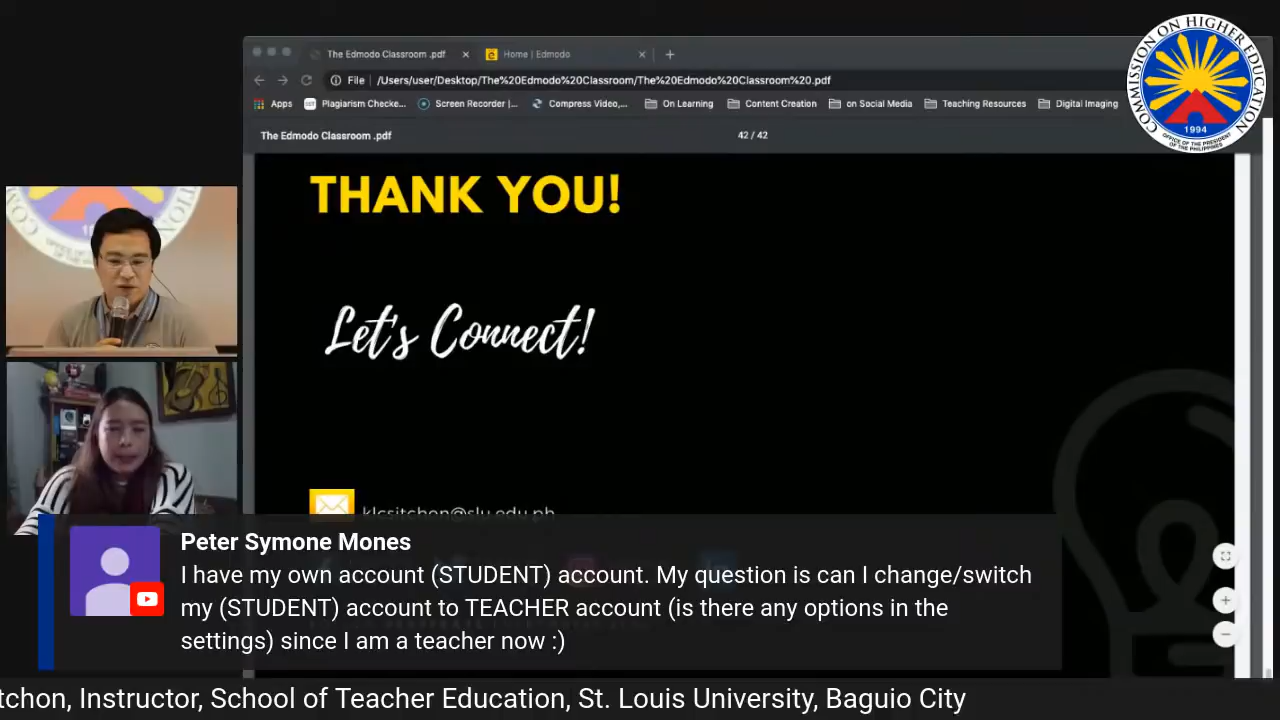 The Edmodo Classroom .pdf
Home | Edmodo
File
/Users/user/Desktop/The%20Edmodo%20Classroom/The%20Edmodo%20Classroom%20.pdf
Apps
Plagiarism Checke...
Screen Recorder |...
Compress Video,...
On Learning
Content Creation
on Social Media
Teaching Resources
Digital Imaging
The Edmodo Classroom .pdf
42 / 42
COMMISSION ON HIGHER EDUCATION
1994
OFFICE OF THE PRESIDENT
OF THE PHILIPPINES
THANK YOU!
Let's Connect!
klcsitchon@slu.edu.ph
Peter Symone Mones
I have my own account (STUDENT) account. My question is can I change/switch
my (STUDENT) account to TEACHER account (is there any options in the
settings) since I am a teacher now :)
tchon, Instructor, School of Teacher Education, St. Louis University, Baguio City